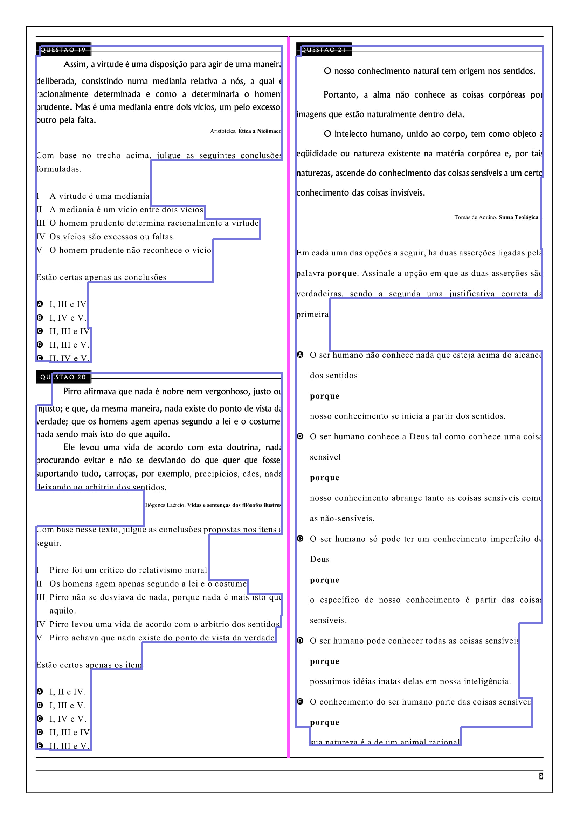 QUESTÃO 19
Assim, a virtude é uma disposição para agir de uma maneira
deliberada, consistindo numa mediania relativa a nós, a qual é
racionalmente determinada e como a determinaria o homem
prudente. Mas é uma mediania entre dois vícios, um pelo excesso
outro pela falta.
Aristóteles. Ética a Nicômaco
Com base no trecho acima, julgue as seguintes conclusões
formuladas.
I A virtude é uma mediania
II A mediania é um vício entre dois vícios
III O homem prudente determina racionalmente a virtude
IV Os vícios são excessos ou faltas
V O homem prudente não reconhece o vício
Estão certas apenas as conclusões
A I, III e IV
B I, IV e V.
C II, III e IV
D II, III e V.
E II, IV e V.
QUESTÃO 20
Pirro afirmava que nada é nobre nem vergonhoso, justo ou
injusto; e que, da mesma maneira, nada existe do ponto de vista da
verdade; que os homens agem apenas segundo a lei e o costume
nada sendo mais isto do que aquilo.
Ele levou uma vida de acordo com esta doutrina, nada
procurando evitar e não se desviando do que quer que fosse
suportando tudo, carroças, por exemplo, precipícios, cães, nada
deixando ao arbítrio dos sentidos.
Diógenes Laércio. Vidas e sentenças dos filósofos ilustres
Com base nesse texto, julgue as conclusões propostas nos itens a
seguir.
I Pirro foi um crítico do relativismo moral
II Os homens agem apenas segundo a lei e o costume
III Pirro não se desviava de nada, porque nada é mais isto que
aquilo.
IV Pirro levou uma vida de acordo com o arbítrio dos sentidos
V Pirro achava que nada existe do ponto de vista da verdade
Estão certos apenas os iten
A I, II e IV.
B I, III e V.
C I, IV e V.
D II, III e IV
E II, III e V.
QUESTÃO 21
O nosso conhecimento natural tem origem nos sentidos.
Portanto, a alma não conhece as coisas corpóreas por
imagens que estão naturalmente dentro dela.
O intelecto humano, unido ao corpo, tem como objeto a
eqüididade ou natureza existente na matéria corpórea e, por tais
naturezas, ascende do conhecimento das coisas sensíveis a um certo
conhecimento das coisas invisíveis.
Tomás de Aquino. Suma Teológica
Em cada uma das opções a seguir, há duas asserções ligadas pela
palavra porque. Assinale a opção em que as duas asserções são
verdadeiras, sendo a segunda uma justificativa correta da
primeira
A O ser humano não conhece nada que esteja acima do alcance
dos sentidos
porque
nosso conhecimento se inicia a partir dos sentidos.
B O ser humano conhece a Deus tal como conhece uma coisa
sensível
porque
nosso conhecimento abrange tanto as coisas sensíveis como
as não-sensíveis.
C O ser humano só pode ter um conhecimento imperfeito de
Deus
porque
o específico de nosso conhecimento é partir das coisas
sensíveis.
D O ser humano pode conhecer todas as coisas sensíveis
porque
possuímos idéias inatas delas em nossa inteligência.
E O conhecimento do ser humano parte das coisas sensíveis
porque
sua natureza é a de um animal racional